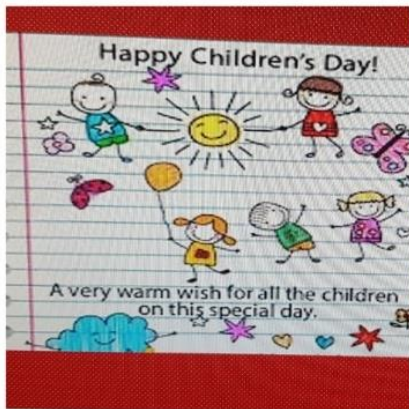 Happy Children's Day!
A very warm wish for all the children
on this special day.